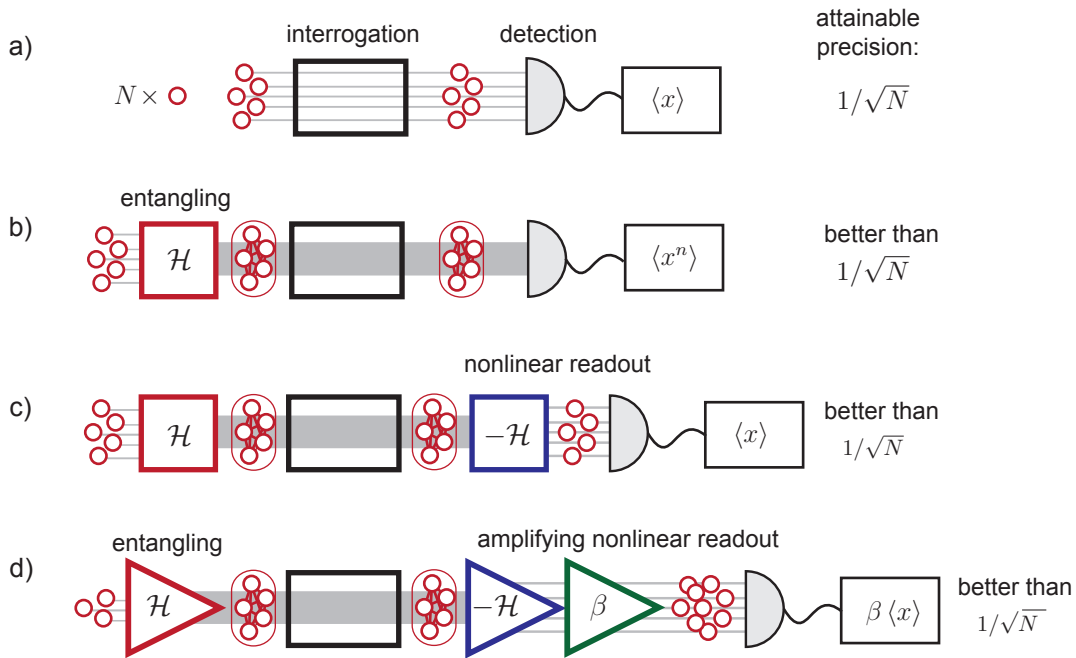 attainable
precision:
a)
interrogation
detection
N ×
⟨x⟩
1/√N
entangling
b)
H
⟨xⁿ⟩
better than
1/√N
nonlinear readout
c)
H
−H
⟨x⟩
better than
1/√N
entangling
amplifying nonlinear readout
d)
H
−H
β
β ⟨x⟩
better than
1/√N